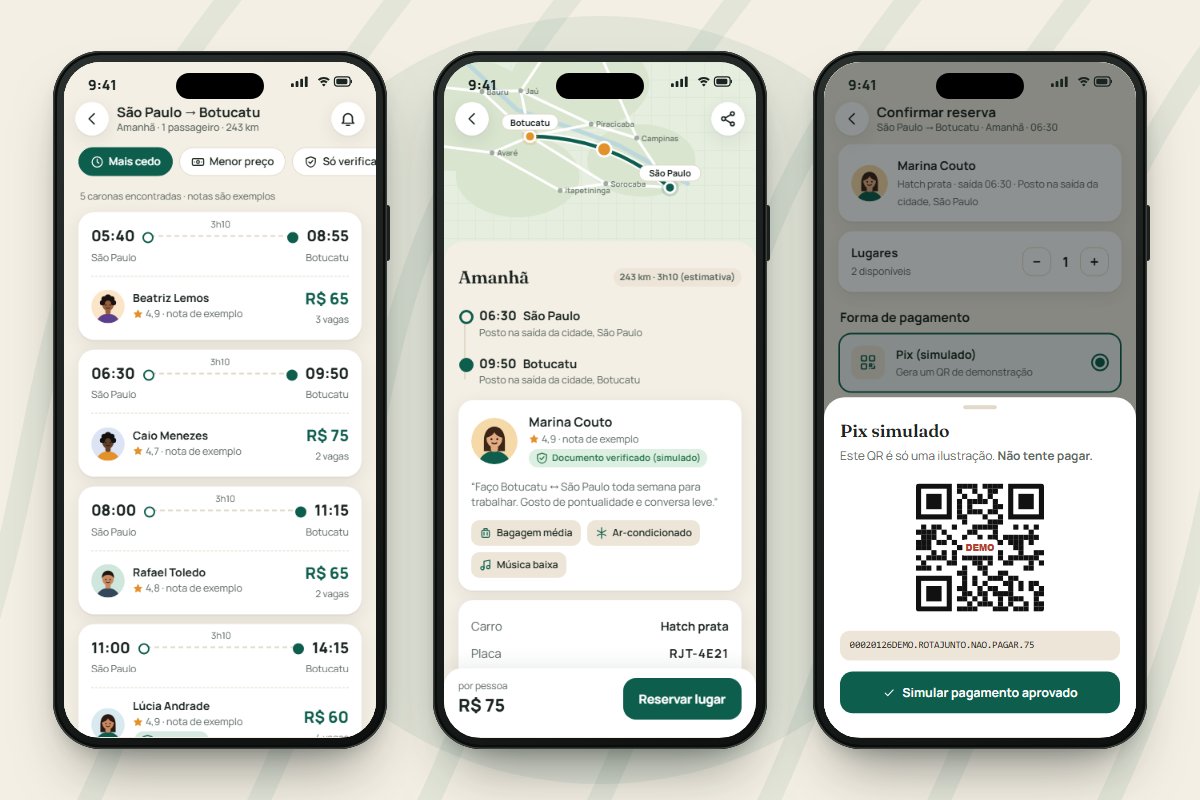 9:41
São Paulo → Botucatu
Amanhã · 1 passageiro · 243 km
Mais cedo
Menor preço
Só verifica
5 caronas encontradas · notas são exemplos
3h10
05:40
08:55
São Paulo
Botucatu
Beatriz Lemos
4,9 · nota de exemplo
R$ 65
3 vagas
3h10
06:30
09:50
São Paulo
Botucatu
Caio Menezes
4,7 · nota de exemplo
R$ 75
2 vagas
3h10
08:00
11:15
São Paulo
Botucatu
Rafael Toledo
4,8 · nota de exemplo
R$ 65
2 vagas
3h10
11:00
14:15
São Paulo
Botucatu
Lúcia Andrade
4,9 · nota de exemplo
R$ 60
9:41
Bauru
Jaú
Botucatu
Piracicaba
Campinas
Avaré
São Paulo
Sorocaba
Itapetininga
Amanhã
243 km · 3h10 (estimativa)
06:30 São Paulo
Posto na saída da cidade, São Paulo
09:50 Botucatu
Posto na saída da cidade, Botucatu
Marina Couto
4,9 · nota de exemplo
Documento verificado (simulado)
“Faço Botucatu ↔ São Paulo toda semana para
trabalhar. Gosto de pontualidade e conversa leve.”
Bagagem média
Ar-condicionado
Música baixa
Carro
Hatch prata
Placa
RJT-4E21
por pessoa
R$ 75
Reservar lugar
9:41
Confirmar reserva
São Paulo → Botucatu · Amanhã · 06:30
Marina Couto
Hatch prata · saída 06:30 · Posto na saída da
cidade, São Paulo
Lugares
2 disponíveis
− 1 +
Forma de pagamento
Pix (simulado)
Gera um QR de demonstração
Pix simulado
Este QR é só uma ilustração. Não tente pagar.
DEMO
00020126DEMO.ROTAJUNTO.NAO.PAGAR.75
Simular pagamento aprovado